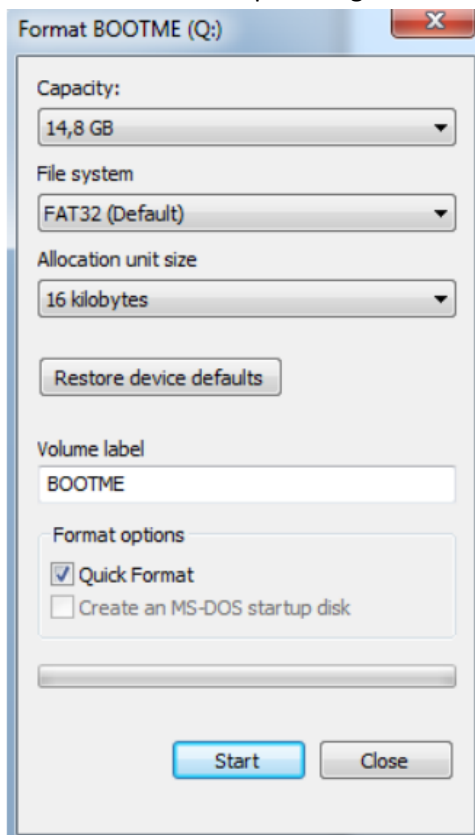 Format BOOTME (Q:)
Capacity:
14,8 GB
File system
FAT32 (Default)
Allocation unit size
16 kilobytes
Restore device defaults
Volume label
BOOTME
Format options
Quick Format
Create an MS-DOS startup disk
Start Close